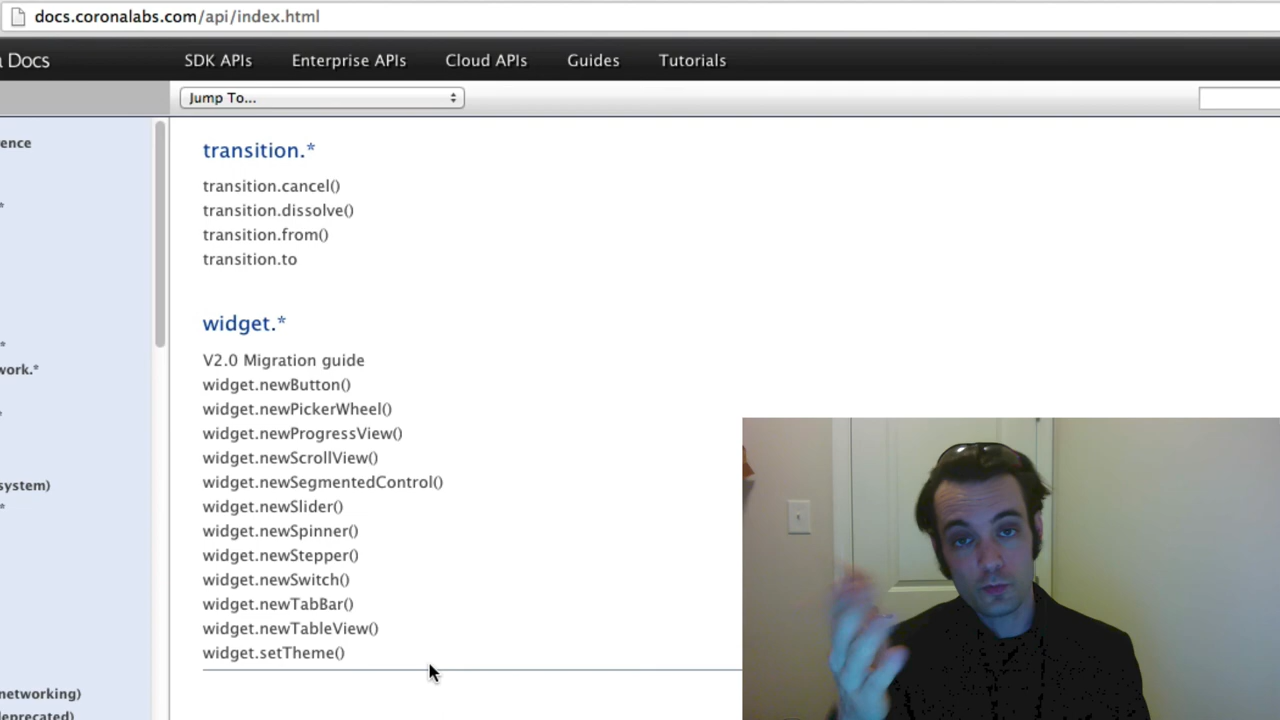 docs.coronalabs.com/api/index.html
Docs
SDK APIs
Enterprise APIs
Cloud APIs
Guides
Tutorials
Jump To...
ence
*
*
work.*
*
system)
*
networking)
deprecated)
transition.*
transition.cancel()
transition.dissolve()
transition.from()
transition.to
widget.*
V2.0 Migration guide
widget.newButton()
widget.newPickerWheel()
widget.newProgressView()
widget.newScrollView()
widget.newSegmentedControl()
widget.newSlider()
widget.newSpinner()
widget.newStepper()
widget.newSwitch()
widget.newTabBar()
widget.newTableView()
widget.setTheme()